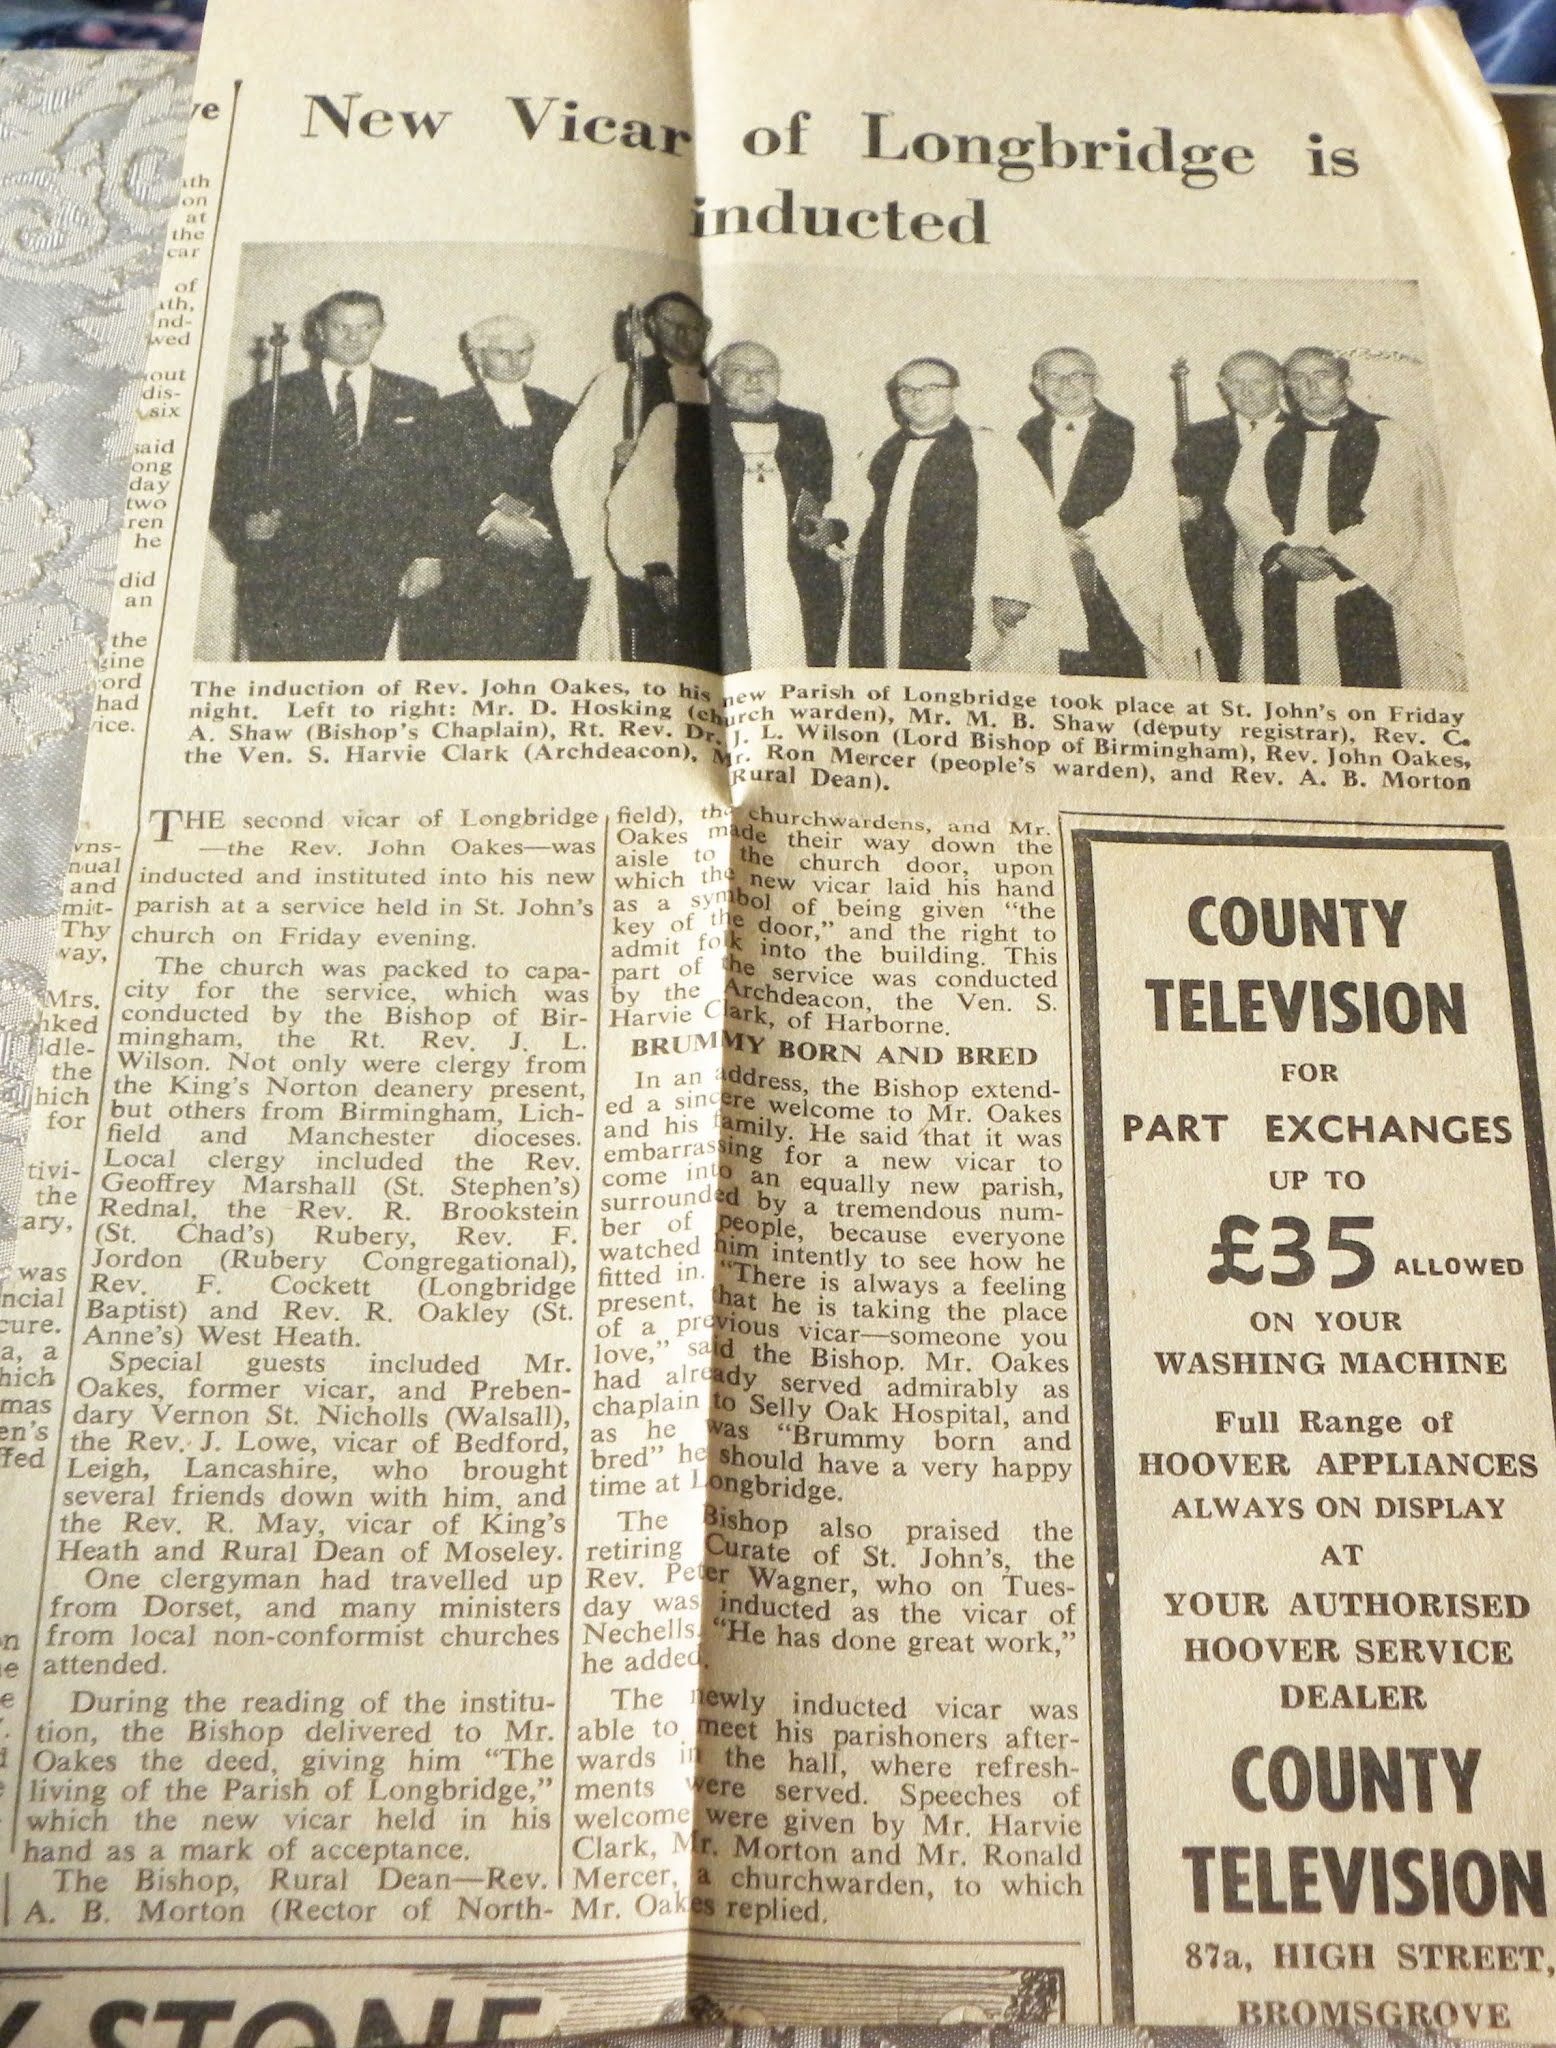 New Vicar of Longbridge is
inducted
The induction of Rev. John Oakes, to his new Parish of Longbridge took place at St. John's on Friday
night. Left to right: Mr. D. Hosking (church warden), Mr. M. B. Shaw (deputy registrar), Rev. C.
A. Shaw (Bishop's Chaplain), Rt. Rev. Dr. J. L. Wilson (Lord Bishop of Birmingham), Rev. John Oakes,
the Ven. S. Harvie Clark (Archdeacon), Mr. Ron Mercer (people's warden), and Rev. A. B. Morton
Rural Dean).
THE second vicar of Longbridge
—the Rev. John Oakes—was
inducted and instituted into his new
parish at a service held in St. John's
church on Friday evening.
The church was packed to capa-
city for the service, which was
conducted by the Bishop of Bir-
mingham, the Rt. Rev. J. L.
Wilson. Not only were clergy from
the King's Norton deanery present,
but others from Birmingham, Lich-
field and Manchester dioceses.
Local clergy included the Rev.
Geoffrey Marshall (St. Stephen's)
Rednal, the Rev. R. Brookstein
(St. Chad's) Rubery, Rev. F.
Jordon (Rubery Congregational),
Rev. F. Cockett (Longbridge
Baptist) and Rev. R. Oakley (St.
Anne's) West Heath.
Special guests included Mr.
Oakes, former vicar, and Preben-
dary Vernon St. Nicholls (Walsall),
the Rev. J. Lowe, vicar of Bedford,
Leigh, Lancashire, who brought
several friends down with him, and
the Rev. R. May, vicar of King's
Heath and Rural Dean of Moseley.
One clergyman had travelled up
from Dorset, and many ministers
from local non-conformist churches
attended.
During the reading of the institu-
tion, the Bishop delivered to Mr.
Oakes the deed, giving him "The
living of the Parish of Longbridge,"
which the new vicar held in his
hand as a mark of acceptance.
The Bishop, Rural Dean—Rev.
A. B. Morton (Rector of North-
field), the churchwardens, and Mr.
Oakes made their way down the
aisle to the church door, upon
which the new vicar laid his hand
as a symbol of being given "the
key of the door," and the right to
admit folk into the building. This
part of the service was conducted
by the Archdeacon, the Ven. S.
Harvie Clark, of Harborne.
BRUMMY BORN AND BRED
In an address, the Bishop extend-
ed a sincere welcome to Mr. Oakes
and his family. He said that it was
embarrassing for a new vicar to
come into an equally new parish,
surrounded by a tremendous num-
ber of people, because everyone
watched him intently to see how he
fitted in. "There is always a feeling
present, that he is taking the place
of a previous vicar—someone you
love," said the Bishop. Mr. Oakes
had already served admirably as
chaplain to Selly Oak Hospital, and
as he was "Brummy born and
bred" he should have a very happy
time at Longbridge.
The Bishop also praised the
retiring Curate of St. John's, the
Rev. Peter Wagner, who on Tues-
day was inducted as the vicar of
Nechells. "He has done great work,"
he added.
The newly inducted vicar was
able to meet his parishoners after-
wards in the hall, where refresh-
ments were served. Speeches of
welcome were given by Mr. Harvie
Clark, Mr. Morton and Mr. Ronald
Mercer, a churchwarden, to which
Mr. Oakes replied.
COUNTY
TELEVISION
FOR
PART EXCHANGES
UP TO
£35 ALLOWED
ON YOUR
WASHING MACHINE
Full Range of
HOOVER APPLIANCES
ALWAYS ON DISPLAY
AT
YOUR AUTHORISED
HOOVER SERVICE
DEALER
COUNTY
TELEVISION
87a, HIGH STREET,
BROMSGROVE
STONE